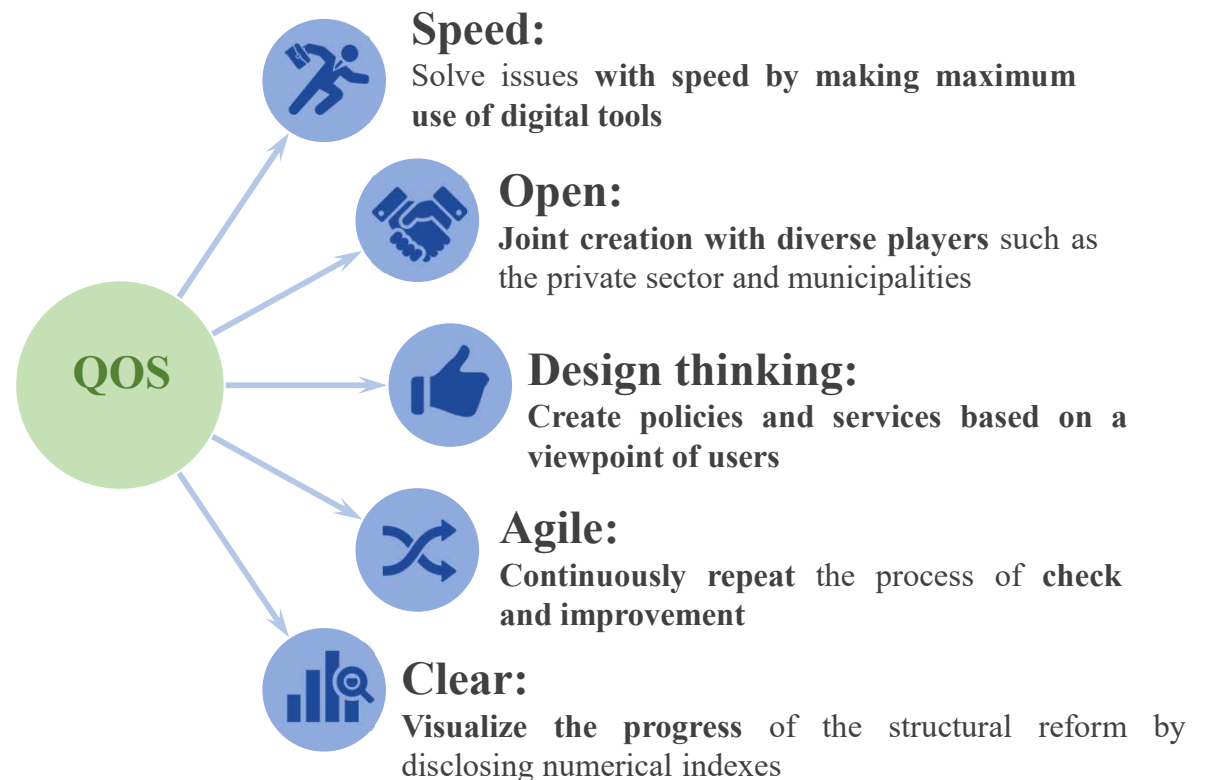 Speed:
Solve issues with speed by making maximum
use of digital tools
Open:
Joint creation with diverse players such as
the private sector and municipalities
QOS
Design thinking:
Create policies and services based on a
viewpoint of users
Agile:
Continuously repeat the process of check
and improvement
Clear:
Visualize the progress of the structural reform by
disclosing numerical indexes